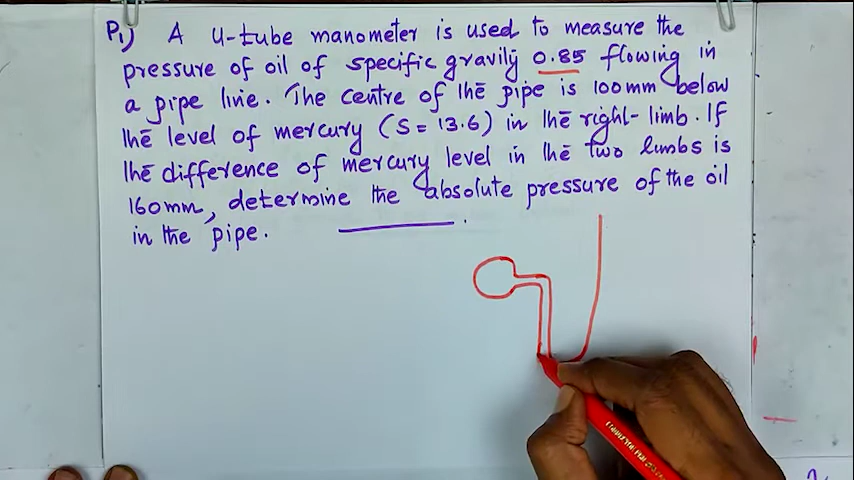 P1) A U-tube manometer is used to measure the
pressure of oil of specific gravity 0.85 flowing in
a pipe line. The centre of the pipe is 100mm below
the level of mercury (S = 13.6) in the right-limb. If
the difference of mercury level in the two limbs is
160mm, determine the absolute pressure of the oil
in the pipe.